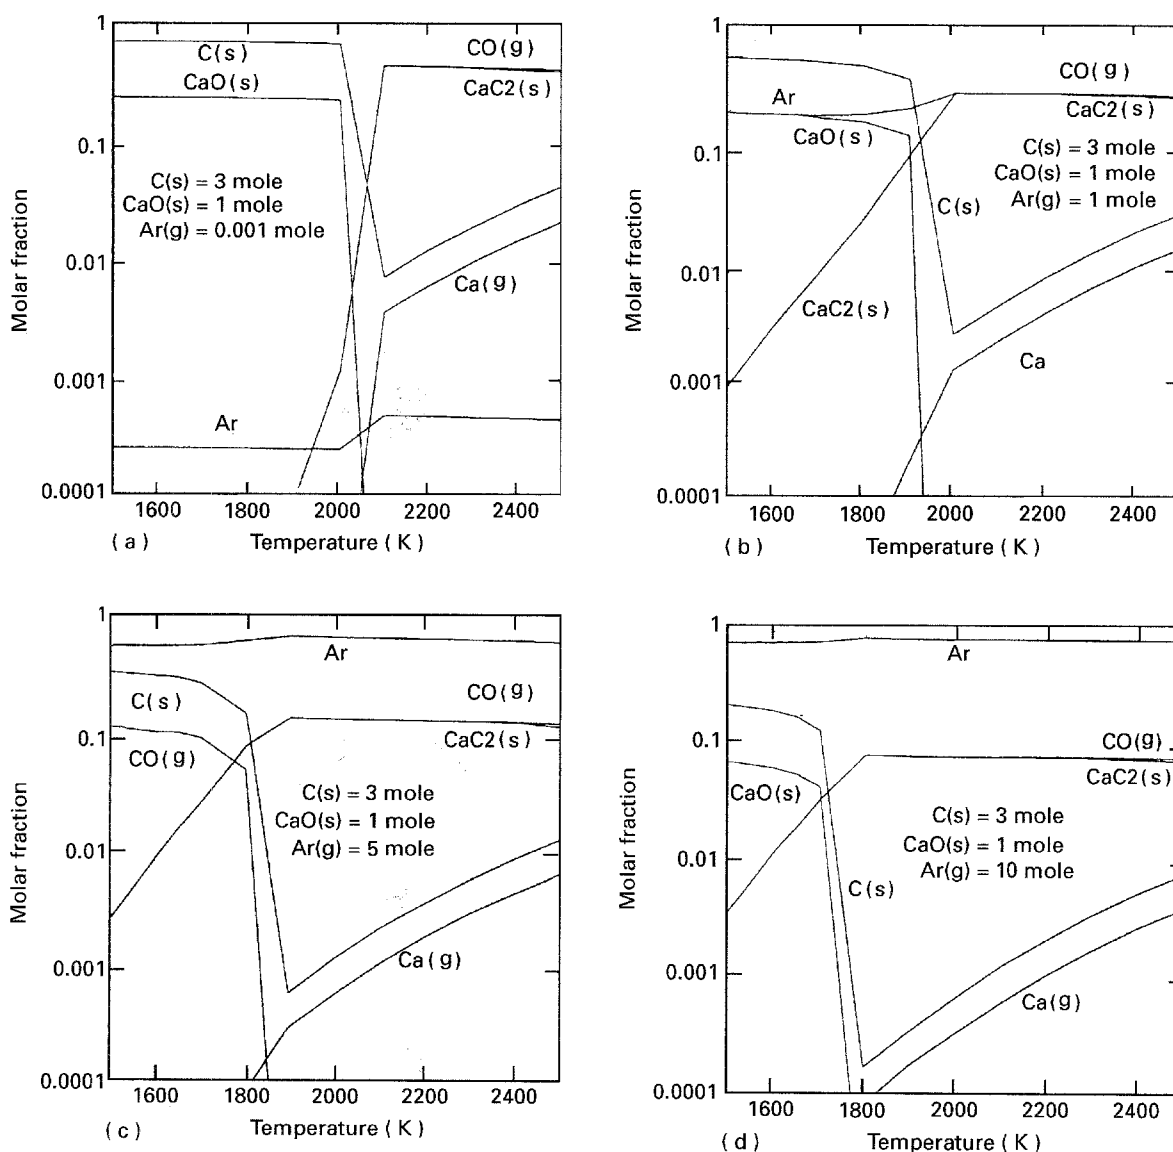 1
C(s)
CaO(s)
CO(g)
CaC2(s)
0.1
C(s) = 3 mole
CaO(s) = 1 mole
Ar(g) = 0.001 mole
0.01
Ca(g)
0.001
Ar
0.0001
1600 1800 2000 2200 2400
Molar fraction
(a) Temperature (K)
1
CO(g)
Ar
CaC2(s)
CaO(s)
0.1
C(s) = 3 mole
CaO(s) = 1 mole
Ar(g) = 1 mole
C(s)
0.01
CaC2(s)
Ca
0.001
0.0001
1600 1800 2000 2200 2400
Molar fraction
(b) Temperature (K)
1
Ar
C(s)
CO(g)
CaC2(s)
0.1
CO(g)
C(s) = 3 mole
CaO(s) = 1 mole
Ar(g) = 5 mole
0.01
Ca(g)
0.001
0.0001
1600 1800 2000 2200 2400
Molar fraction
(c) Temperature (K)
1
Ar
0.1
CO(g)
CaC2(s)
CaO(s)
C(s) = 3 mole
CaO(s) = 1 mole
Ar(g) = 10 mole
0.01
C(s)
0.001
Ca(g)
0.0001
1600 1800 2000 2200 2400
Molar fraction
(d) Temperature (K)